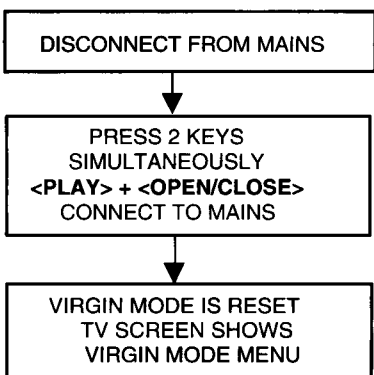 DISCONNECT FROM MAINS
PRESS 2 KEYS
SIMULTANEOUSLY
<PLAY> + <OPEN/CLOSE>
CONNECT TO MAINS
VIRGIN MODE IS RESET
TV SCREEN SHOWS
VIRGIN MODE MENU